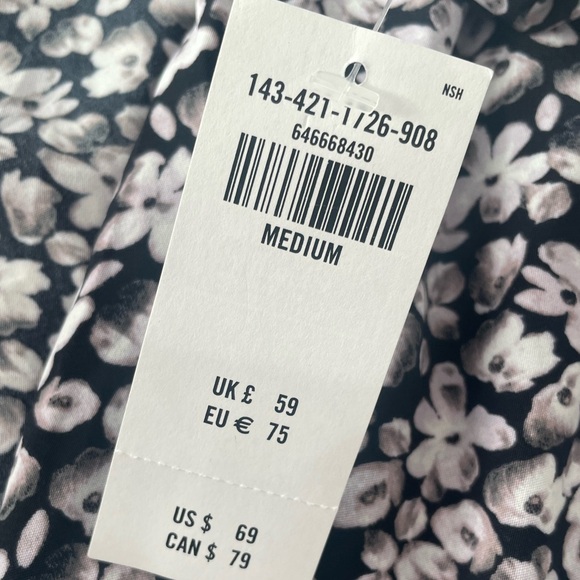 NSH
143-421-1726-908
646668430
MEDIUM
UK £ 59
EU € 75
US $ 69
CAN $ 79